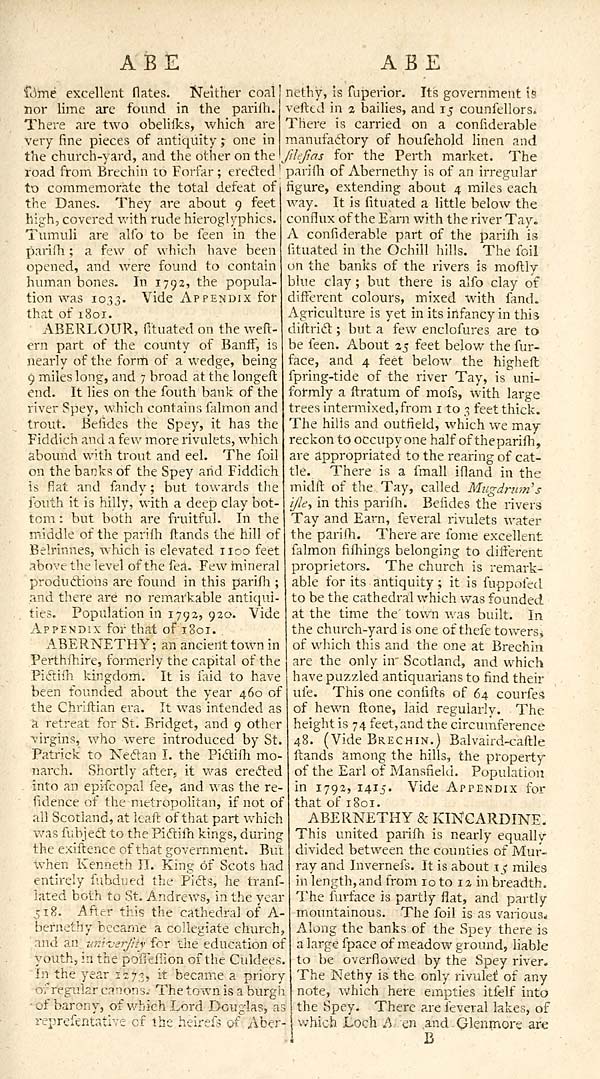 ABE
ſome excellent ſlates. Neither coal
nor lime are found in the pariſh.
There are two obeliſks, which are
very fine pieces of antiquity; one in
the church-yard, and the other on the
road from Brechin to Forfar; erected
to commemorate the total defeat of
the Danes. They are about 9 feet
high, covered with rude hieroglyphics.
Tumuli are alſo to be ſeen in the
pariſh; a few of which have been
opened, and were found to contain
human bones. In 1792, the popula-
tion was 1033. Vide APPENDIX for
that of 1801.
ABERLOUR, ſituated on the weſt-
ern part of the county of Banff, is
nearly of the form of a wedge, being
9 miles long, and 7 broad at the longeſt
end. It lies on the ſouth bank of the
river Spey, which contains ſalmon and
trout. Beſides the Spey, it has the
Fiddich and a few more rivulets, which
abound with trout and eel. The ſoil
on the banks of the Spey and Fiddich
is flat and ſandy; but towards the
ſouth it is hilly, with a deep clay bot-
tom: but both are fruitful. In the
middle of the pariſh ſtands the hill of
Belrinnes, which is elevated 1100 feet
above the level of the ſea. Few mineral
productions are found in this pariſh;
and there are no remarkable antiqui-
ties. Population in 1792, 920. Vide
APPENDIX for that of 1801.
ABERNETHY; an ancient town in
Perthſhire, formerly the capital of the
Pictiſh kingdom. It is ſaid to have
been founded about the year 460 of
the Chriſtian era. It was intended as
a retreat for St. Bridget, and 9 other
virgins, who were introduced by St.
Patrick to Nectan I. the Pictiſh mo-
narch. Shortly after, it was erected
into an epiſcopal ſee, and was the re-
ſidence of the metropolitan, if not of
all Scotland, at leaſt of that part which
was ſubject to the Pictiſh kings, during
the exiſtence of that government. But
when Kenneth II. King of Scots had
entirely ſubdued the Picts, he tranſ-
lated both to St. Andrews, in the year
518. After this the cathedral of A-
bernethy became a collegiate church,
and an univerſity for the education of
youth, in the poſſeſſion of the Culdees.
In the year 1273, it became a priory
of regular canons. The town is a burgh
of barony, of which Lord Douglas, as
repreſentative of the heireſs of Aber-
ABE
nethy, is ſuperior. Its government is
veſted in 2 bailies, and 15 counſellors.
There is carried on a conſiderable
manufactory of houſehold linen and
ſileſias for the Perth market. The
pariſh of Abernethy is of an irregular
figure, extending about 4 miles each
way. It is ſituated a little below the
conflux of the Earn with the river Tay.
A conſiderable part of the pariſh is
ſituated in the Ochill hills. The ſoil
on the banks of the rivers is moſtly
blue clay; but there is alſo clay of
different colours, mixed with ſand.
Agriculture is yet in its infancy in this
diſtrict; but a few encloſures are to
be ſeen. About 25 feet below the ſur-
face, and 4 feet below the higheſt
ſpring-tide of the river Tay, is uni-
formly a ſtratum of moſs, with large
trees intermixed, from 1 to 3 feet thick.
The hills and outfield, which we may
reckon to occupy one half of the pariſh,
are appropriated to the rearing of cat-
tle. There is a ſmall iſland in the
midſt of the Tay, called Mugdrum's
iſle, in this pariſh. Beſides the rivers
Tay and Earn, ſeveral rivulets water
the pariſh. There are ſome excellent
ſalmon fiſhings belonging to different
proprietors. The church is remark-
able for its antiquity; it is ſuppoſed
to be the cathedral which was founded
at the time the town was built. In
the church-yard is one of theſe towers,
of which this and the one at Brechin
are the only in Scotland, and which
have puzzled antiquarians to find their
uſe. This one conſiſts of 64 courſes
of hewn ſtone, laid regularly. The
height is 74 feet, and the circumference
48. (Vide BRECHIN.) Balvaird-caſtle
ſtands among the hills, the property
of the Earl of Mansfield. Population
in 1792, 1415. Vide APPENDIX for
that of 1801.
ABERNETHY & KINCARDINE.
This united pariſh is nearly equally
divided between the counties of Mur-
ray and Inverneſs. It is about 15 miles
in length, and from 10 to 12 in breadth.
The ſurface is partly flat, and partly
mountainous. The ſoil is as various.
Along the banks of the Spey there is
a large ſpace of meadow ground, liable
to be overflowed by the Spey river.
The Nethy is the only rivulet of any
note, which here empties itſelf into
the Spey. There are ſeveral lakes, of
which Loch and Glenmore are
B